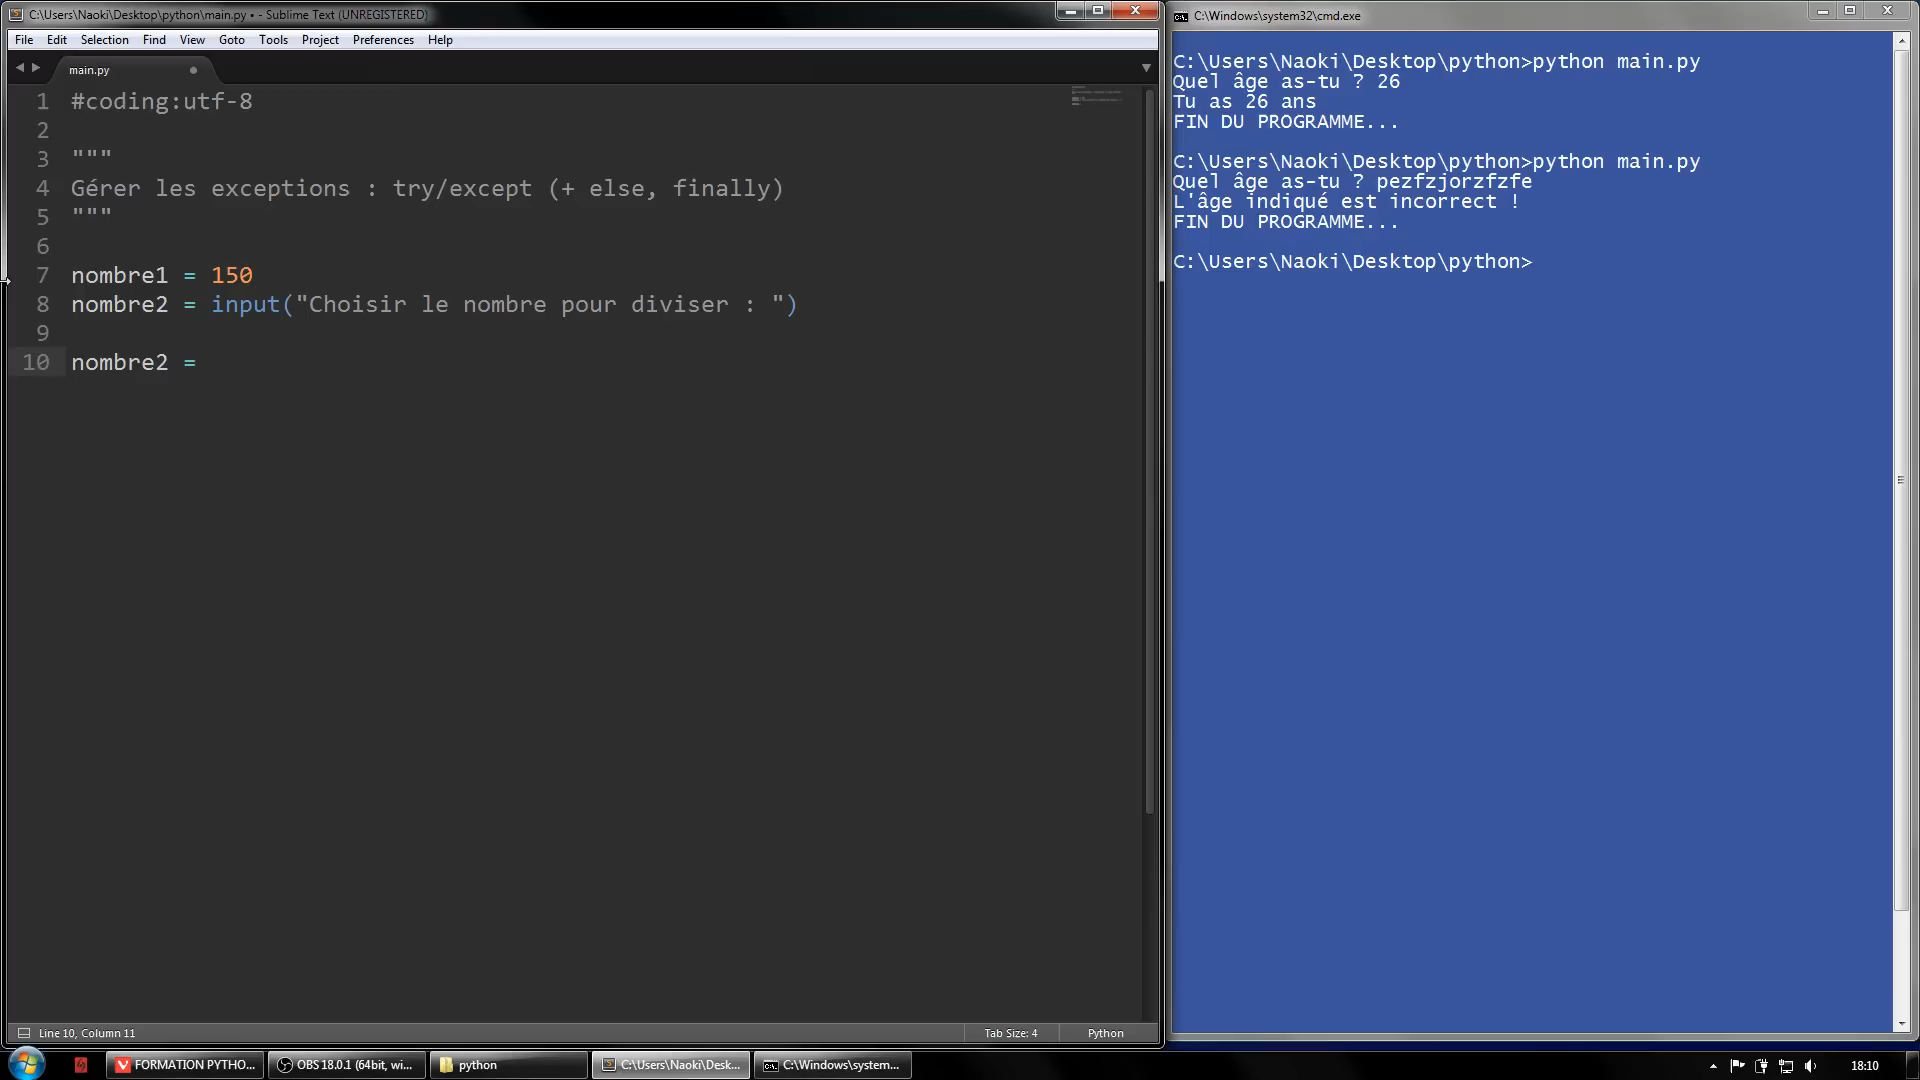 C:\Users\Naoki\Desktop\python\main.py • - Sublime Text (UNREGISTERED)
File Edit Selection Find View Goto Tools Project Preferences Help
main.py
1 #coding:utf-8
2
3 """
4 Gérer les exceptions : try/except (+ else, finally)
5 """
6
7 nombre1 = 150
8 nombre2 = input("Choisir le nombre pour diviser : ")
9
10 nombre2 =
Line 10, Column 11
Tab Size: 4
Python
C:\Windows\system32\cmd.exe
C:\Users\Naoki\Desktop\python>python main.py
Quel âge as-tu ? 26
Tu as 26 ans
FIN DU PROGRAMME...
C:\Users\Naoki\Desktop\python>python main.py
Quel âge as-tu ? pezfzjorzfzfe
L'âge indiqué est incorrect !
FIN DU PROGRAMME...
C:\Users\Naoki\Desktop\python>
FORMATION PYTHO...
OBS 18.0.1 (64bit, wi...
python
C:\Users\Naoki\Desk...
C:\Windows\system...
18:10